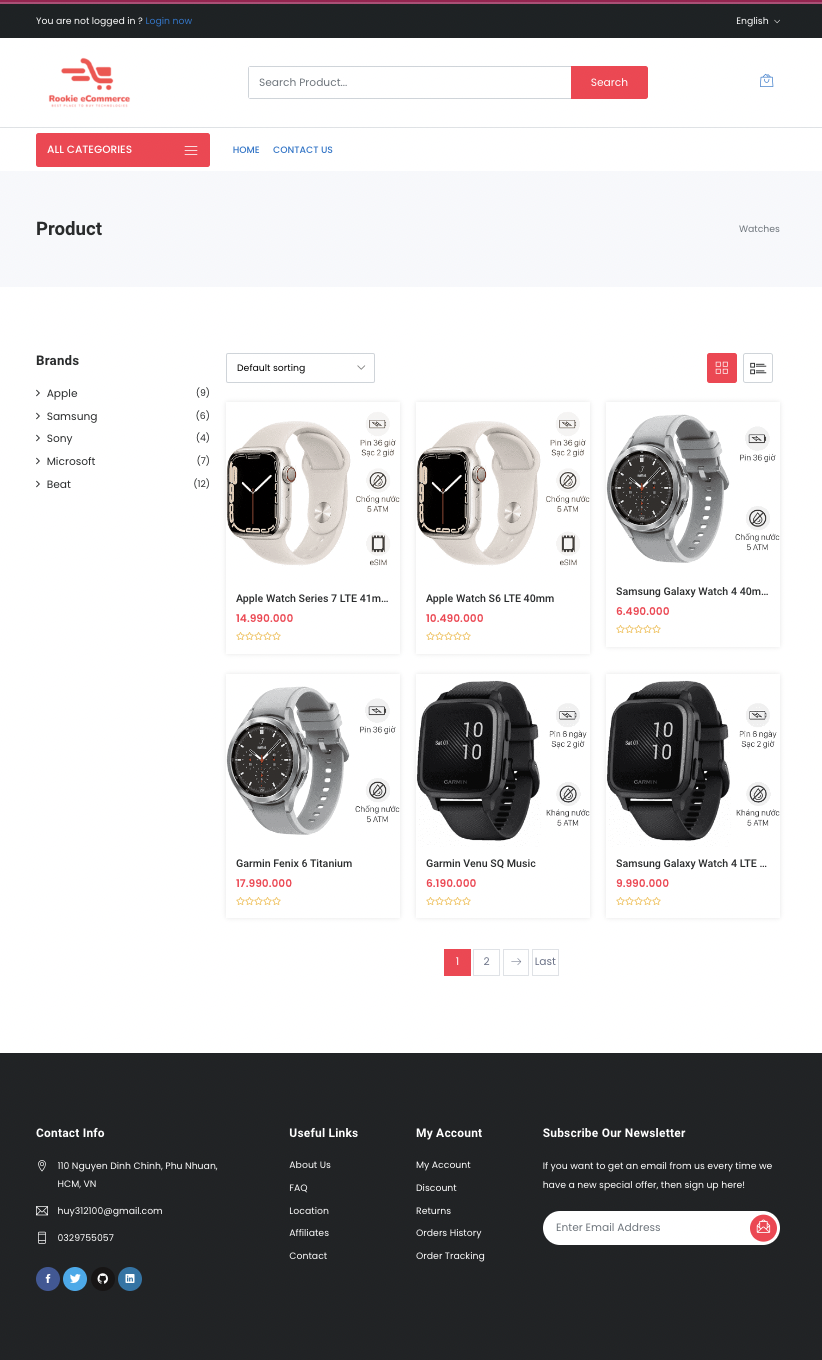 You are not logged in ? Login now
English
Rookie eCommerce
Search Product...
Search
ALL CATEGORIES
HOME
CONTACT US
Product
Watches
Brands
Apple (9)
Samsung (6)
Sony (4)
Microsoft (7)
Beat (12)
Default sorting
Pin 36 giờ
Sạc 2 giờ
Chống nước
5 ATM
eSIM
Apple Watch Series 7 LTE 41m...
14.990.000
Pin 36 giờ
Sạc 2 giờ
Chống nước
5 ATM
eSIM
Apple Watch S6 LTE 40mm
10.490.000
Pin 36 giờ
Chống nước
5 ATM
Samsung Galaxy Watch 4 40m...
6.490.000
Pin 36 giờ
Chống nước
5 ATM
Garmin Fenix 6 Titanium
17.990.000
10
10
GARMIN
Pin 6 ngày
Sạc 2 giờ
Kháng nước
5 ATM
Garmin Venu SQ Music
6.190.000
10
10
GARMIN
Pin 6 ngày
Sạc 2 giờ
Kháng nước
5 ATM
Samsung Galaxy Watch 4 LTE ...
9.990.000
1
2
Last
Contact Info
110 Nguyen Dinh Chinh, Phu Nhuan,
HCM, VN
huy312100@gmail.com
0329755057
Useful Links
About Us
FAQ
Location
Affiliates
Contact
My Account
My Account
Discount
Returns
Orders History
Order Tracking
Subscribe Our Newsletter
If you want to get an email from us every time we
have a new special offer, then sign up here!
Enter Email Address